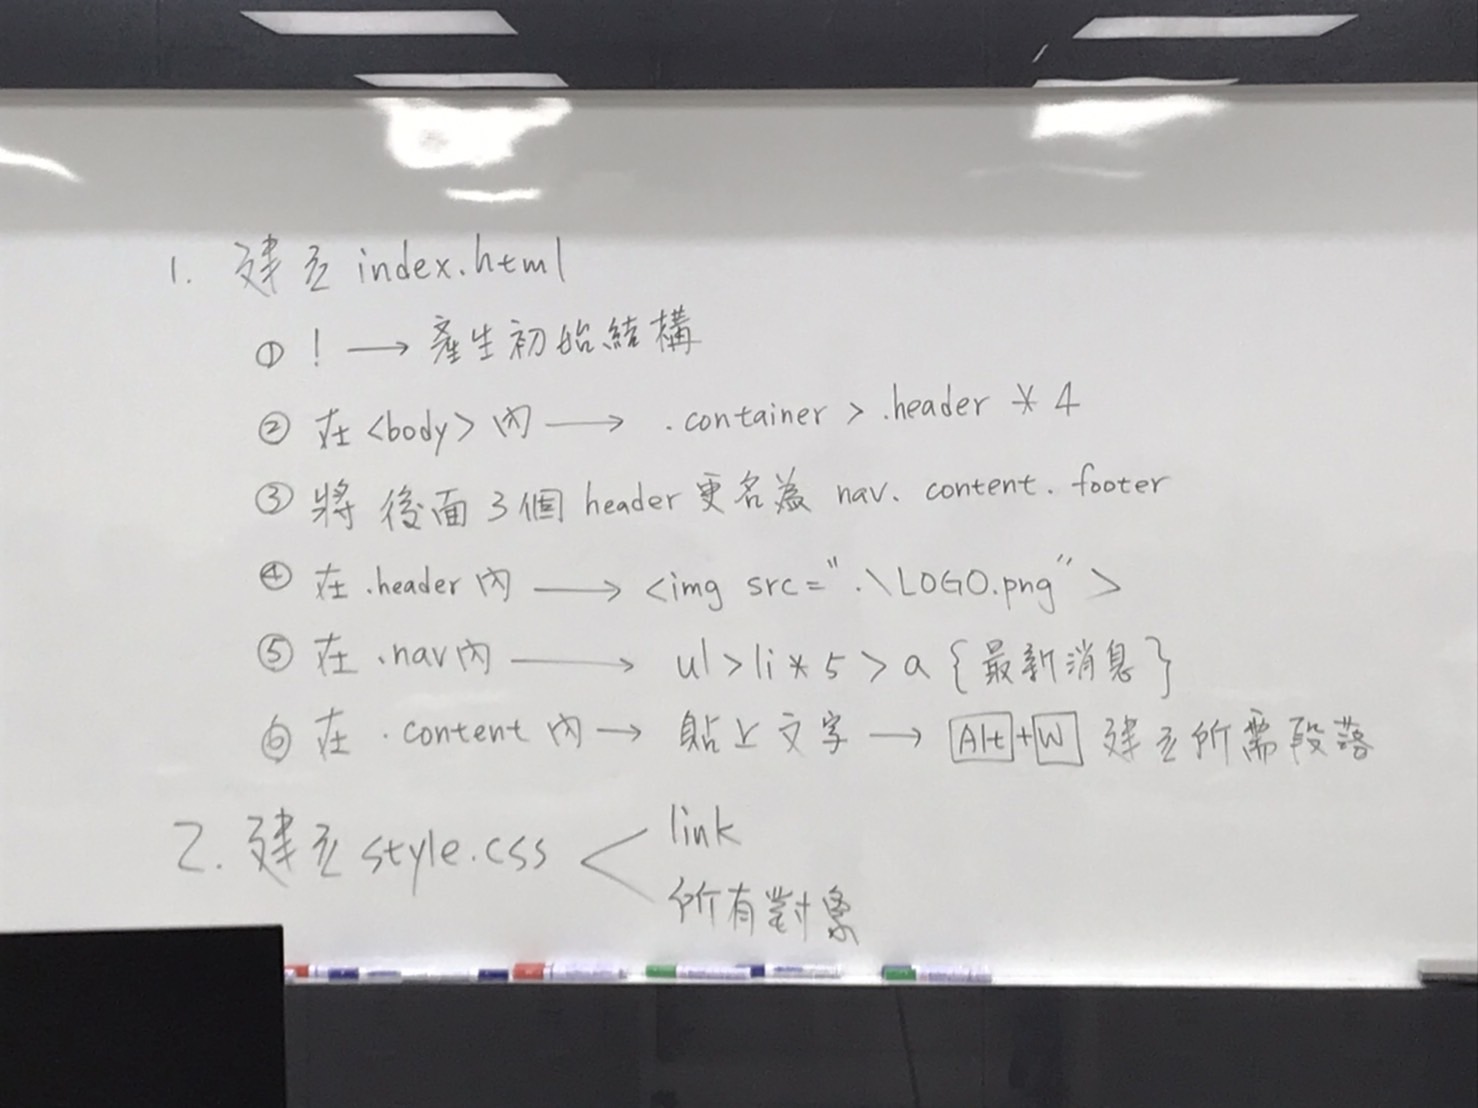 1. 建立 index.html
① ! → 產生初始結構
② 在 <body> 內 → .container > .header * 4
③ 將後面3個 header 更名為 nav、content、footer
④ 在 .header 內 → <img src=".\LOGO.png">
⑤ 在 .nav 內 → ul>li*5>a{最新消息}
⑥ 在 .content 內 → 貼上文字 → Alt+W 建立所需段落
2. 建立 style.css < link
所有對象